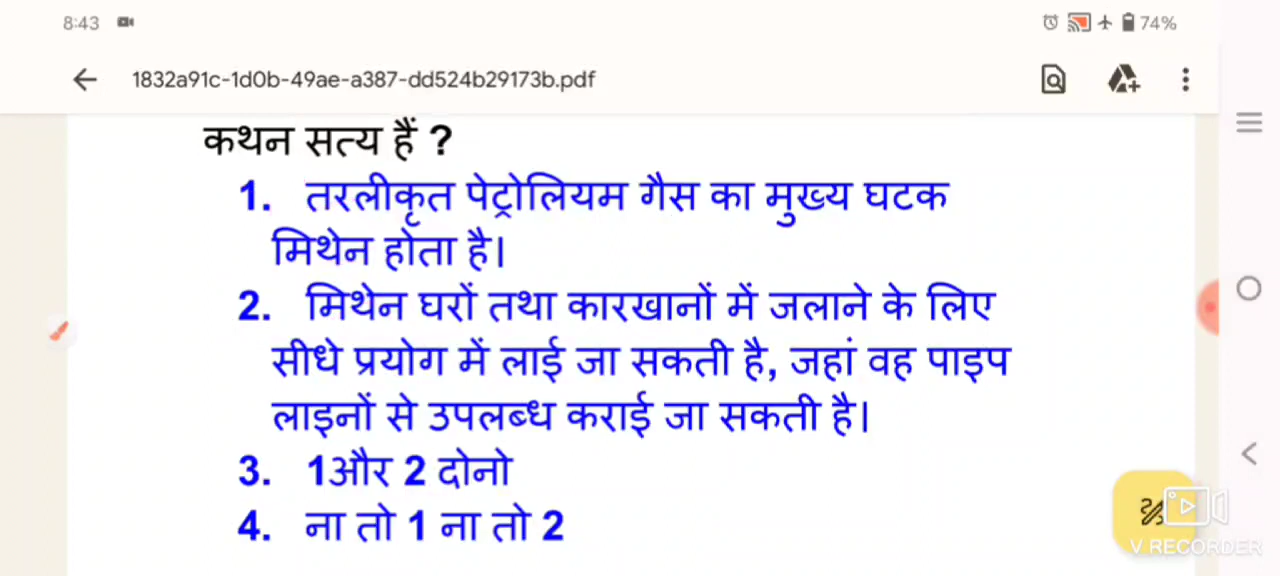 8:43
74%
1832a91c-1d0b-49ae-a387-dd524b29173b.pdf
कथन सत्य हैं ?
1. तरलीकृत पेट्रोलियम गैस का मुख्य घटक
मिथेन होता है।
2. मिथेन घरों तथा कारखानों में जलाने के लिए
सीधे प्रयोग में लाई जा सकती है, जहां वह पाइप
लाइनों से उपलब्ध कराई जा सकती है।
3. 1और 2 दोनो
4. ना तो 1 ना तो 2
V RECORDER